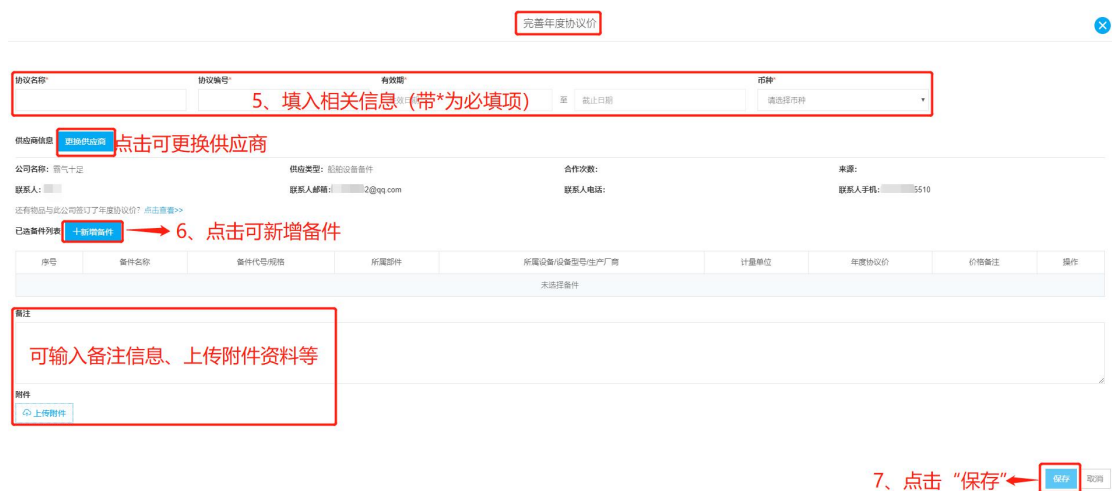 完善年度协议价
协议名称* 协议编号* 有效期* 币种*
5、填入相关信息（带*为必填项） 至 截止日期 请选择币种
供应商信息 更换供应商 点击可更换供应商
公司名称：霸气十足 供应类型：船舶设备备件 合作次数： 来源：
联系人： 联系人邮箱： 2@qq.com 联系人电话： 联系人手机： 5510
还有物品与此公司签订了年度协议价？点击查看>>
已选备件列表 +新增备件 6、点击可新增备件
序号 备件名称 备件代号/规格 所属部件 所属设备/设备型号/生产厂商 计量单位 年度协议价 价格备注 操作
未选择备件
备注
可输入备注信息、上传附件资料等
附件
上传附件
7、点击“保存” 保存 取消